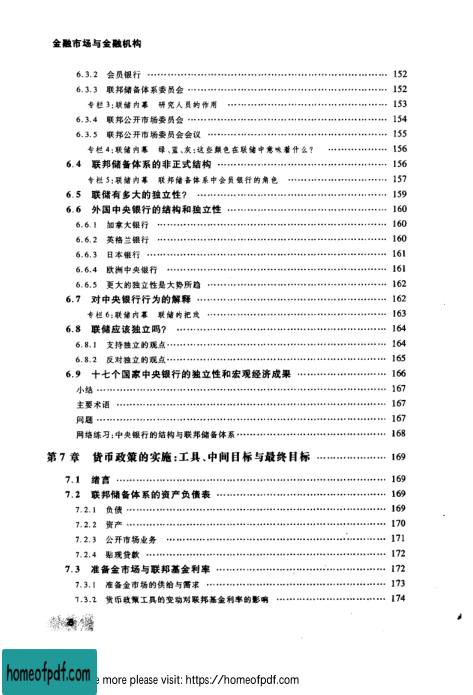 金融市场与金融机构
6.3.2 会员银行 152
6.3.3 联邦储备体系委员会 152
专栏3:联储内幕 研究人员的作用 153
6.3.4 联邦公开市场委员会 154
6.3.5 联邦公开市场委员会会议 155
专栏4:联储内幕 绿、蓝、灰:这些颜色在联储中意味着什么? 156
6.4 联邦储备体系的非正式结构 156
专栏5:联储内幕 联邦储备体系中会员银行的角色 157
6.5 联储有多大的独立性? 159
6.6 外国中央银行的结构和独立性 160
6.6.1 加拿大银行 160
6.6.2 英格兰银行 160
6.6.3 日本银行 161
6.6.4 欧洲中央银行 161
6.6.5 更大的独立性是大势所趋 162
6.7 对中央银行行为的解释 162
专栏6:联储内幕 联储的把戏 163
6.8 联储应该独立吗? 164
6.8.1 支持独立的观点 164
6.8.2 反对独立的观点 165
6.9 十七个国家中央银行的独立性和宏观经济成果 166
小结 167
主要术语 167
问题 167
网络练习:中央银行的结构与联邦储备体系 168
第7章 货币政策的实施:工具、中间目标与最终目标 169
7.1 绪言 169
7.2 联邦储备体系的资产负债表 169
7.2.1 负债 169
7.2.2 资产 170
7.2.3 公开市场业务 171
7.2.4 贴现贷款 172
7.3 准备金市场与联邦基金利率 172
7.3.1 准备金市场的供给与需求 173
7.3.2 货币政策工具的变动对联邦基金利率的影响 174
homeofpdf.com
e more please visit: https://homeofpdf.com